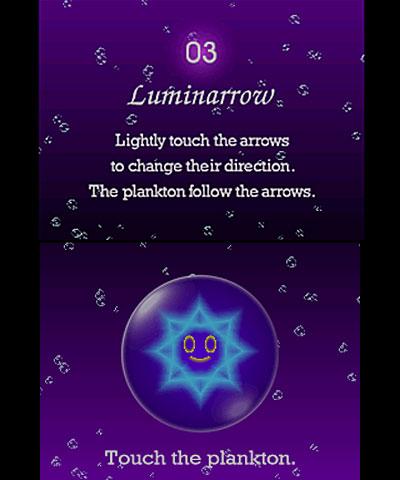 03
Luminarrow
Lightly touch the arrows
to change their direction.
The plankton follow the arrows.
Touch the plankton.